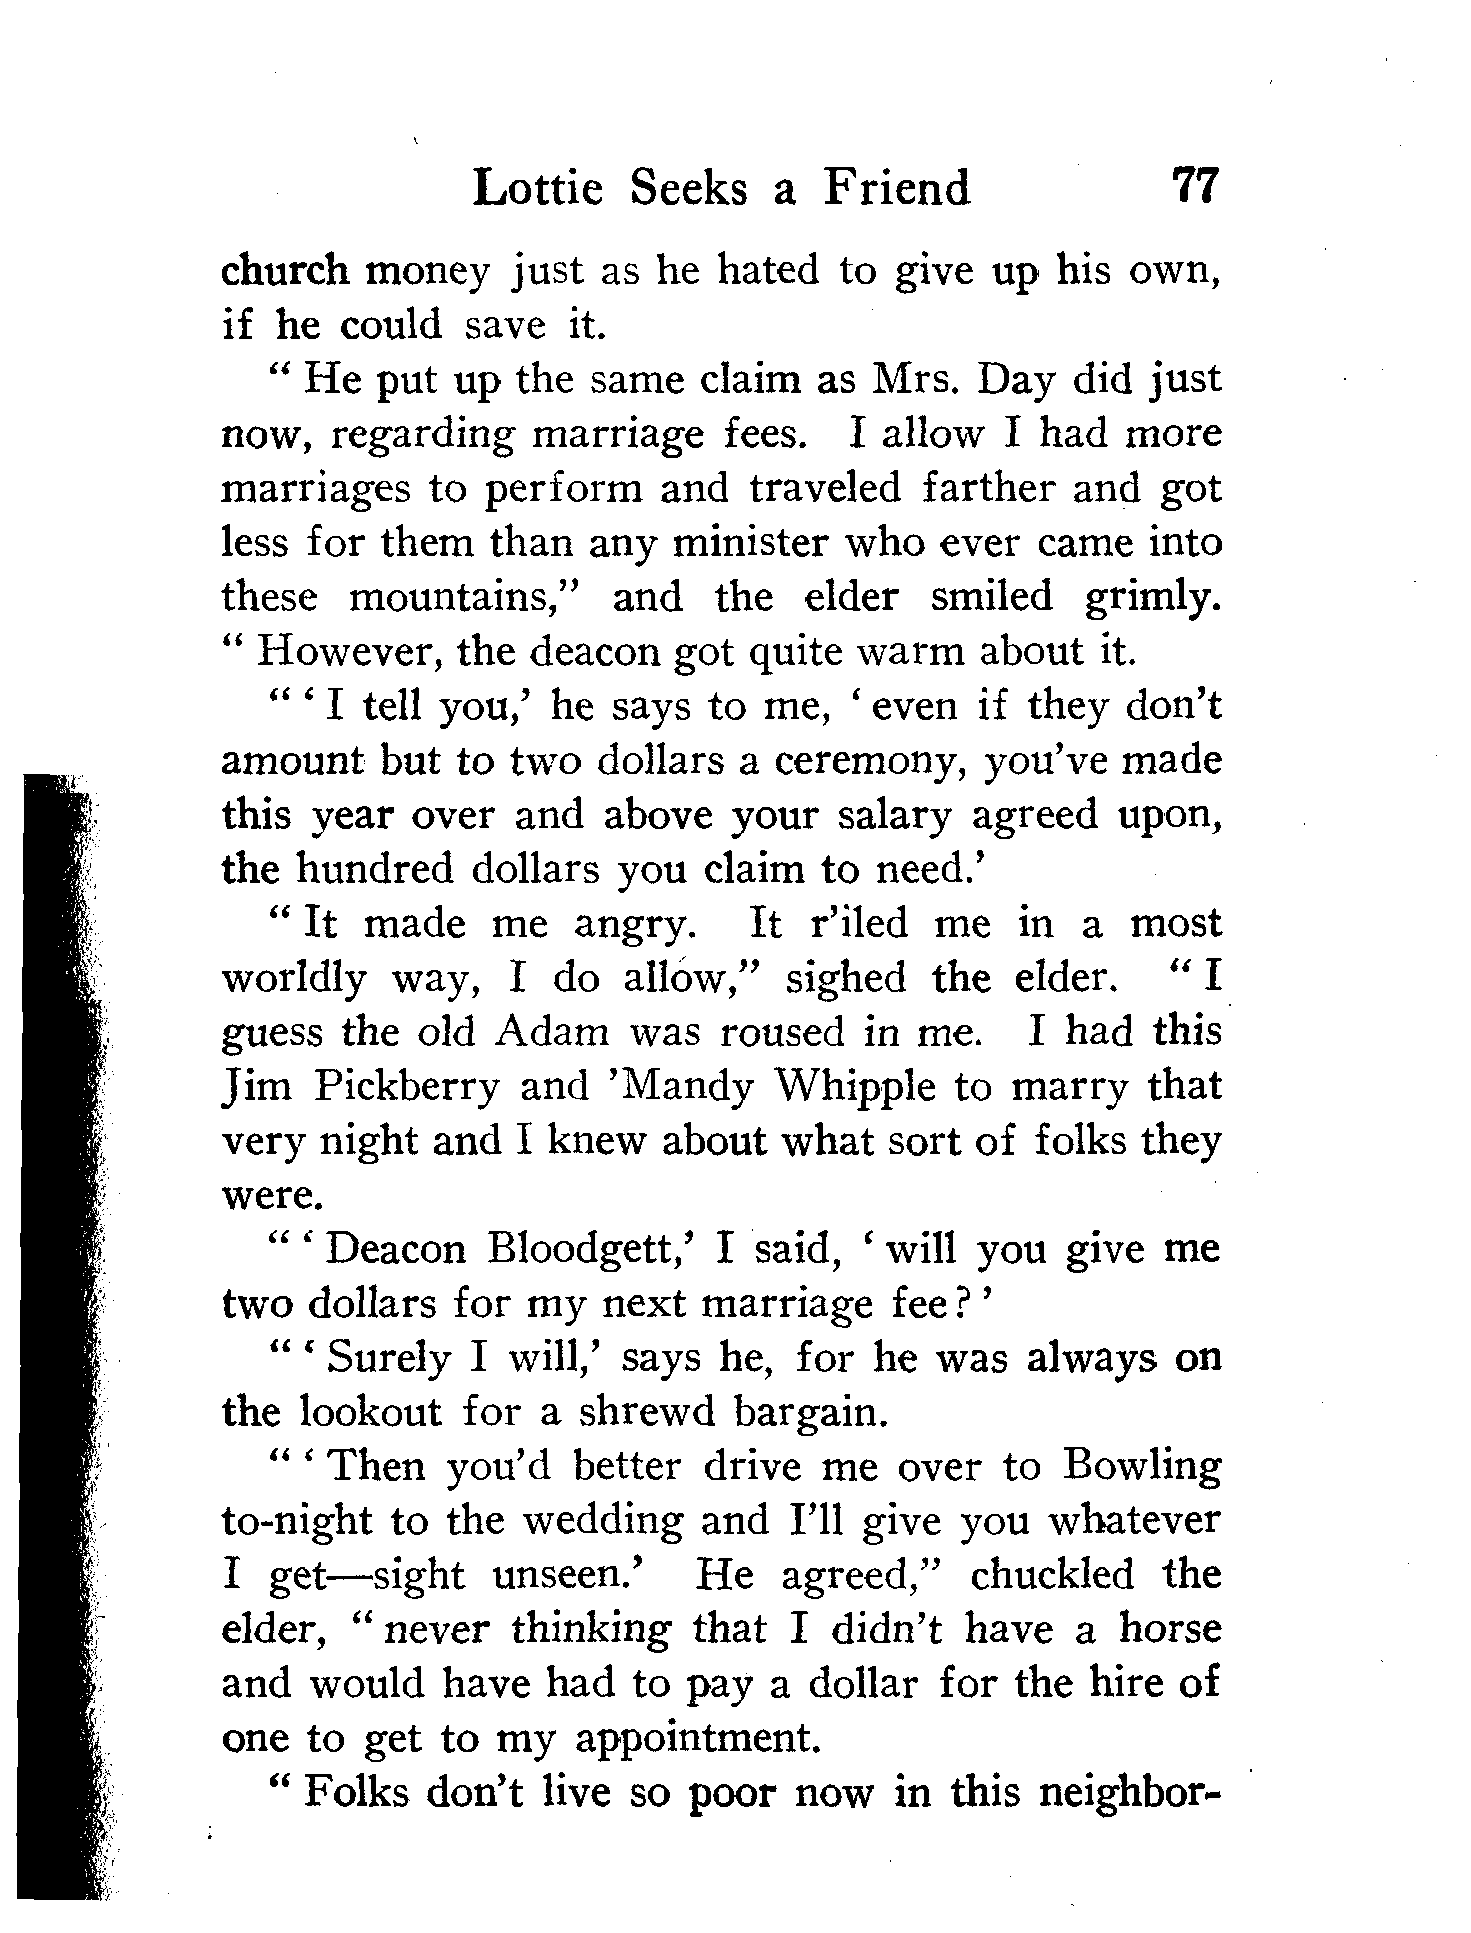 Lottie Seeks a Friend 77
church money just as he hated to give up his own,
if he could save it.
“ He put up the same claim as Mrs. Day did just
now, regarding marriage fees. I allow I had more
marriages to perform and traveled farther and got
less for them than any minister who ever came into
these mountains,” and the elder smiled grimly.
“ However, the deacon got quite warm about it.
“ ‘ I tell you,’ he says to me, ‘ even if they don’t
amount but to two dollars a ceremony, you’ve made
this year over and above your salary agreed upon,
the hundred dollars you claim to need.’
“ It made me angry. It r’iled me in a most
worldly way, I do allow,” sighed the elder. “ I
guess the old Adam was roused in me. I had this
Jim Pickberry and ’Mandy Whipple to marry that
very night and I knew about what sort of folks they
were.
“ ‘ Deacon Bloodgett,’ I said, ‘ will you give me
two dollars for my next marriage fee? ’
“ ‘ Surely I will,’ says he, for he was always on
the lookout for a shrewd bargain.
“ ‘ Then you’d better drive me over to Bowling
to-night to the wedding and I’ll give you whatever
I get—sight unseen.’ He agreed,” chuckled the
elder, “ never thinking that I didn’t have a horse
and would have had to pay a dollar for the hire of
one to get to my appointment.
“ Folks don’t live so poor now in this neighbor-